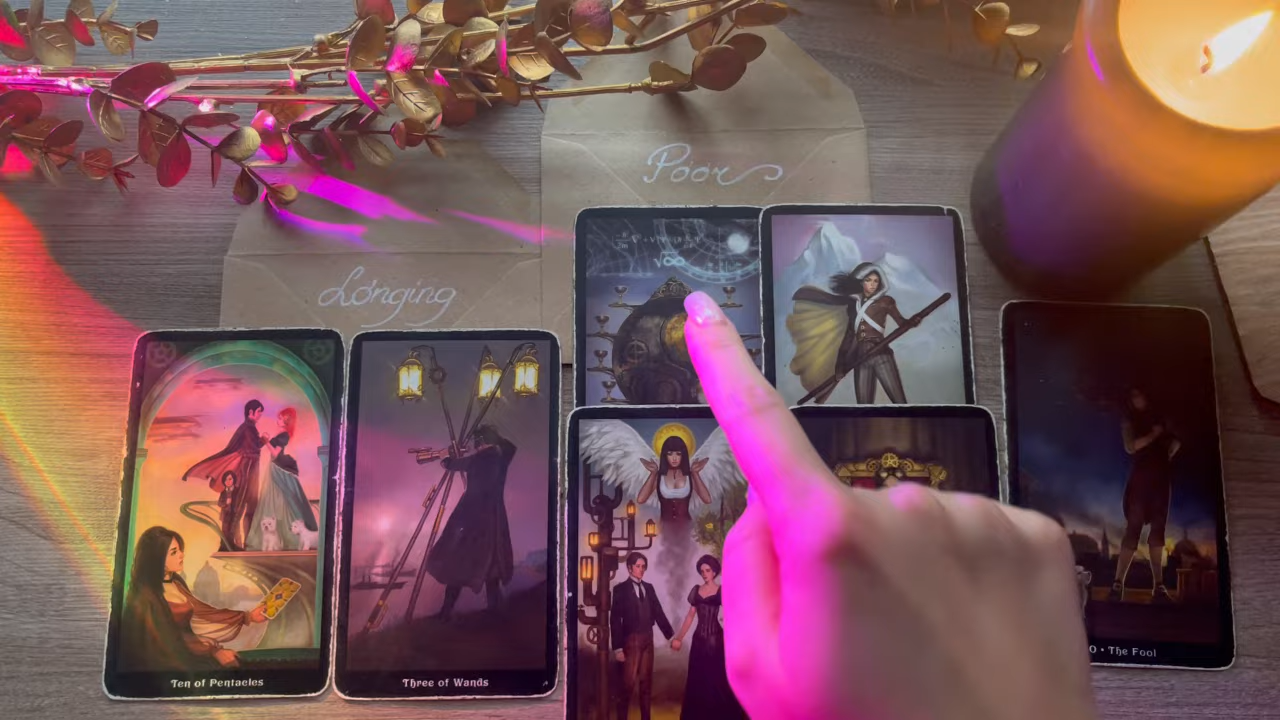 Poor
Longing
√∞
Ten of Pentacles
Three of Wands
0 • The Fool